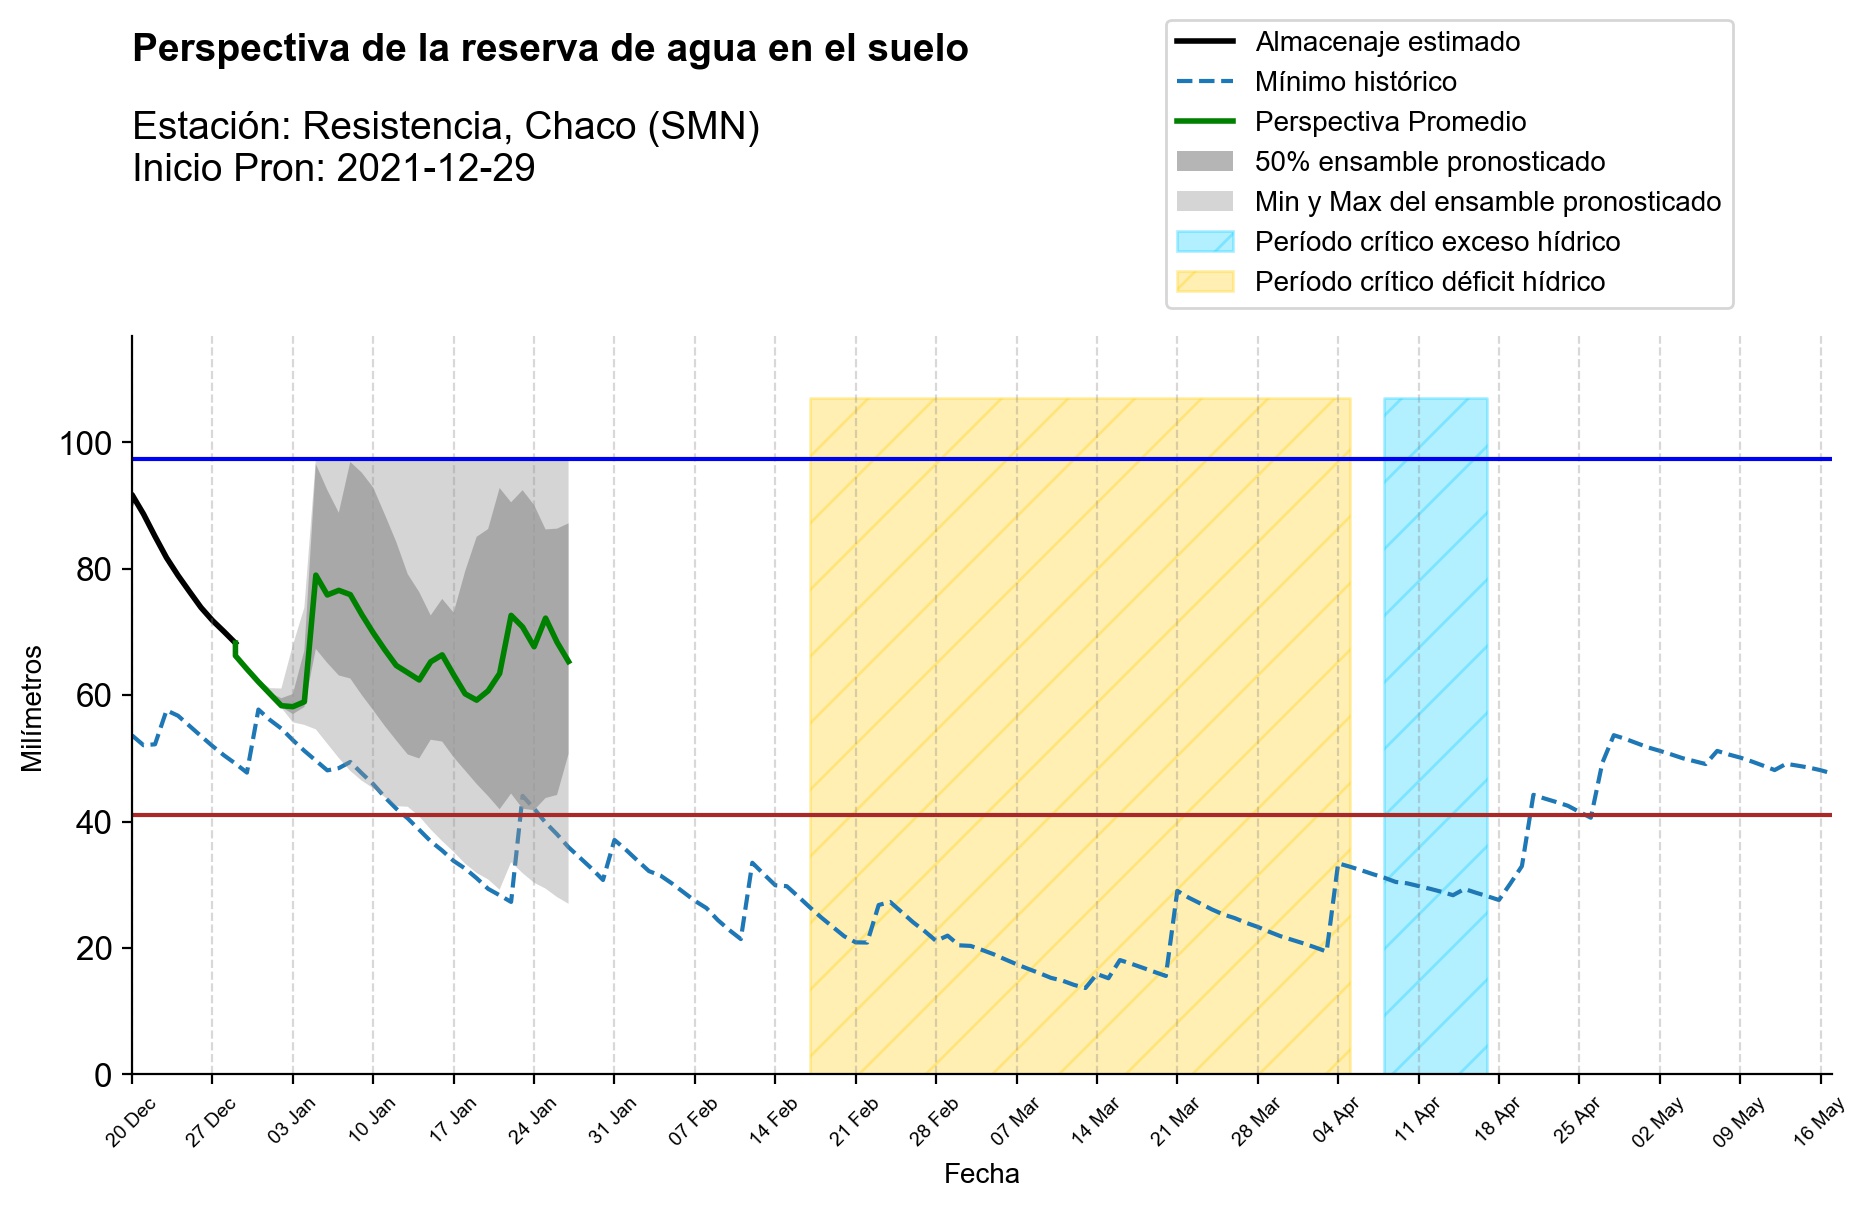 Perspectiva de la reserva de agua en el suelo
Estación: Resistencia, Chaco (SMN)
Inicio Pron: 2021-12-29
Almacenaje estimado
Mínimo histórico
Perspectiva Promedio
50% ensamble pronosticado
Min y Max del ensamble pronosticado
Período crítico exceso hídrico
Período crítico déficit hídrico
Milímetros
100
80
60
40
20
0
20 Dec
27 Dec
03 Jan
10 Jan
17 Jan
24 Jan
31 Jan
07 Feb
14 Feb
21 Feb
28 Feb
07 Mar
14 Mar
21 Mar
28 Mar
04 Apr
11 Apr
18 Apr
25 Apr
02 May
09 May
16 May
Fecha